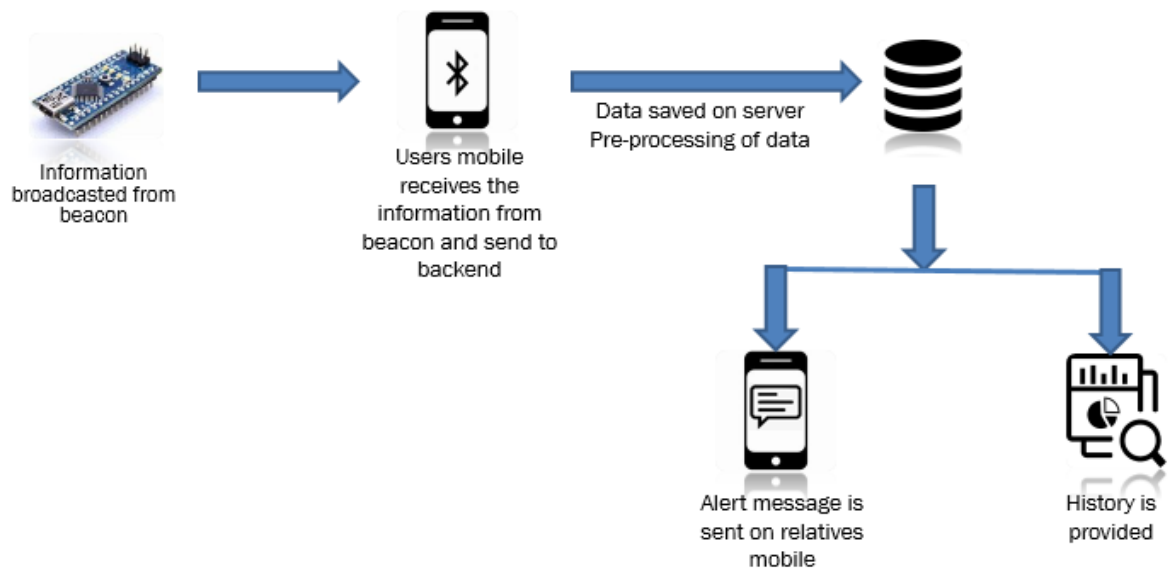 Information
broadcasted from
beacon
Users mobile
receives the
information from
beacon and send to
backend
Data saved on server
Pre-processing of data
Alert message is
sent on relatives
mobile
History is
provided